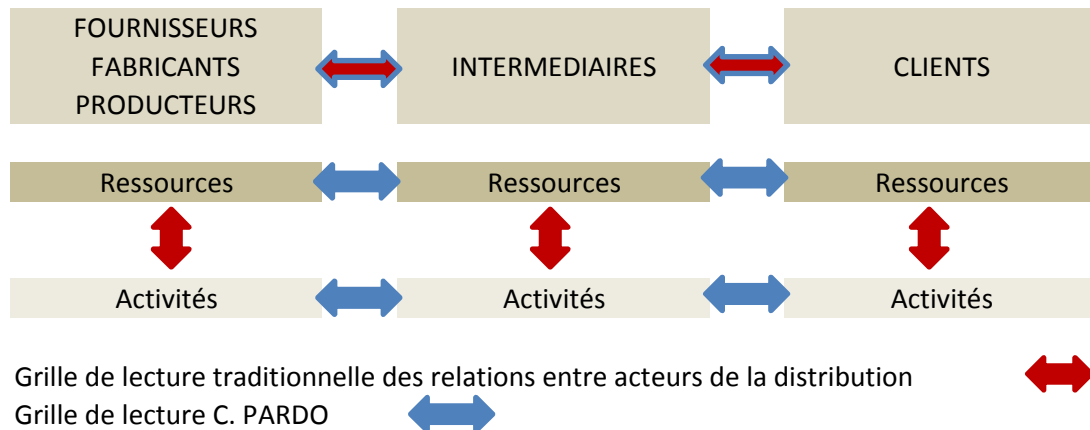 FOURNISSEURS
FABRICANTS
PRODUCTEURS
INTERMEDIAIRES
CLIENTS
Ressources
Ressources
Ressources
Activités
Activités
Activités
Grille de lecture traditionnelle des relations entre acteurs de la distribution
Grille de lecture C. PARDO